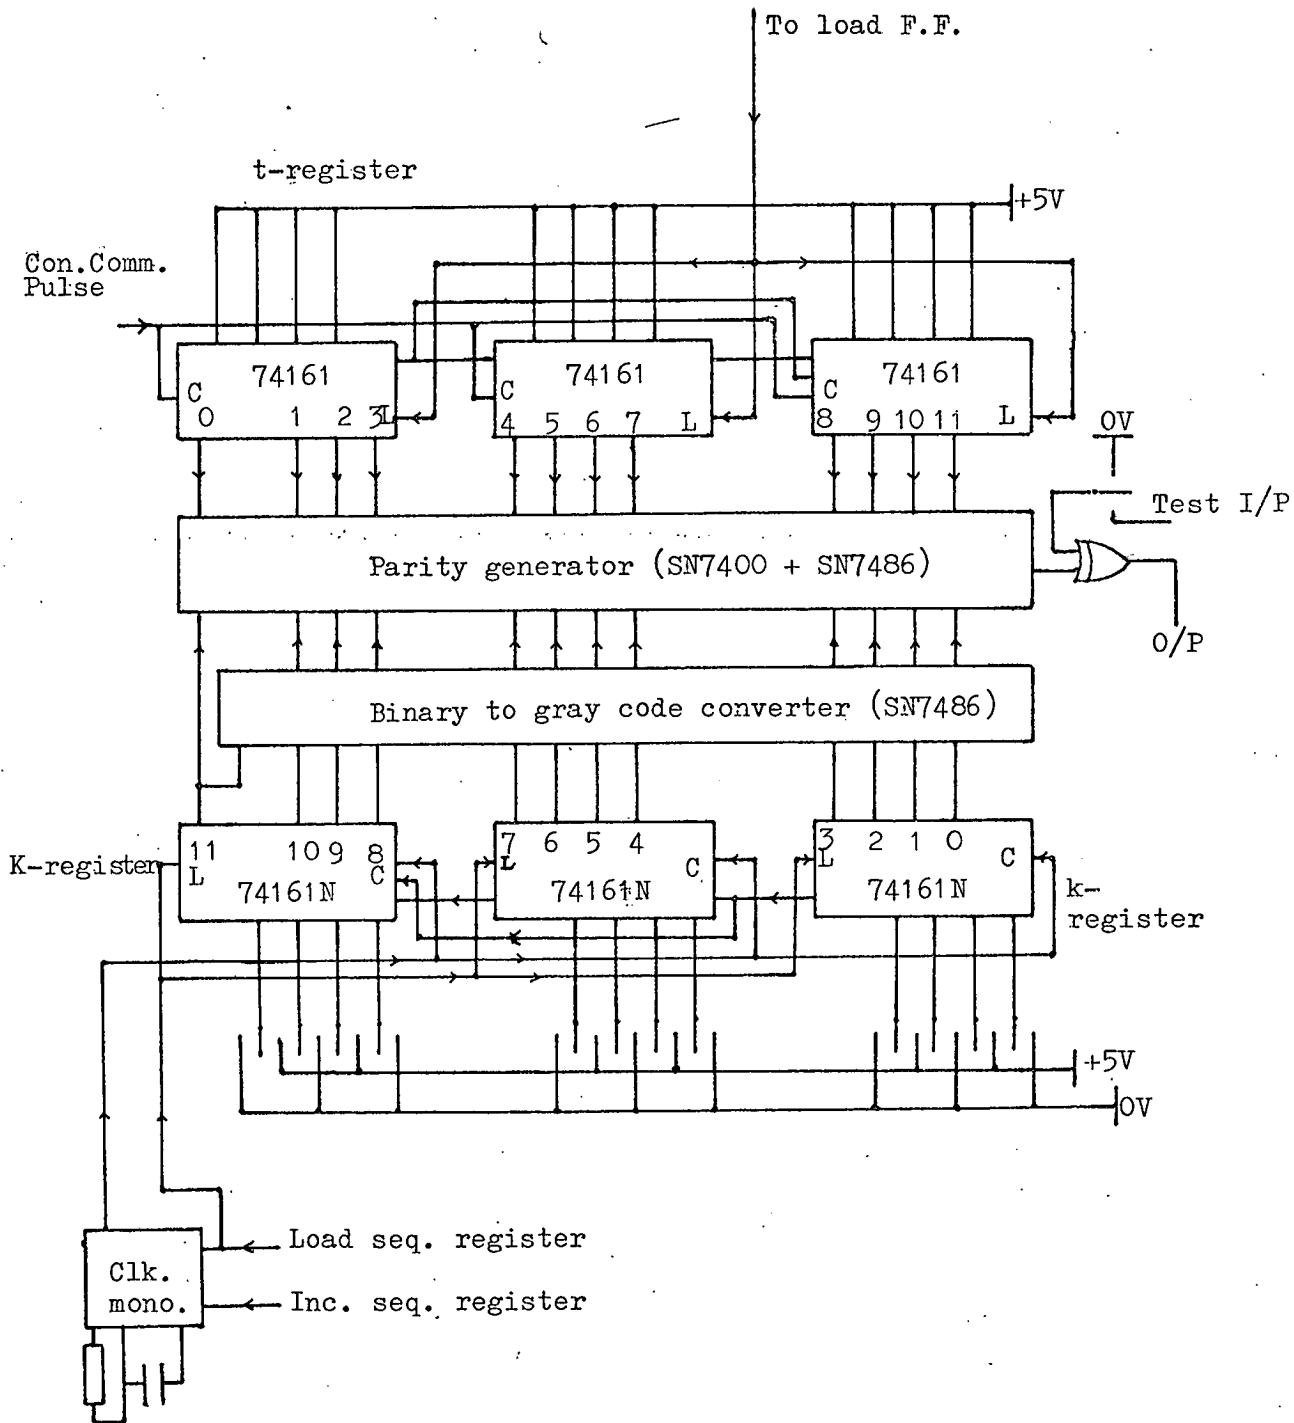 To load F.F.
t-register
+5V
Con.Comm.
Pulse
74161
74161
74161
C
C
C
0 1 2 3 L
4 5 6 7 L
8 9 10 11 L
0V
Test I/P
Parity generator (SN7400 + SN7486)
O/P
Binary to gray code converter (SN7486)
11 10 9 8
7 6 5 4
3 2 1 0
K-register
L C
L C
L C
74161N
74161N
74161N
k-
register
+5V
0V
Load seq. register
Clk.
mono.
Inc. seq. register